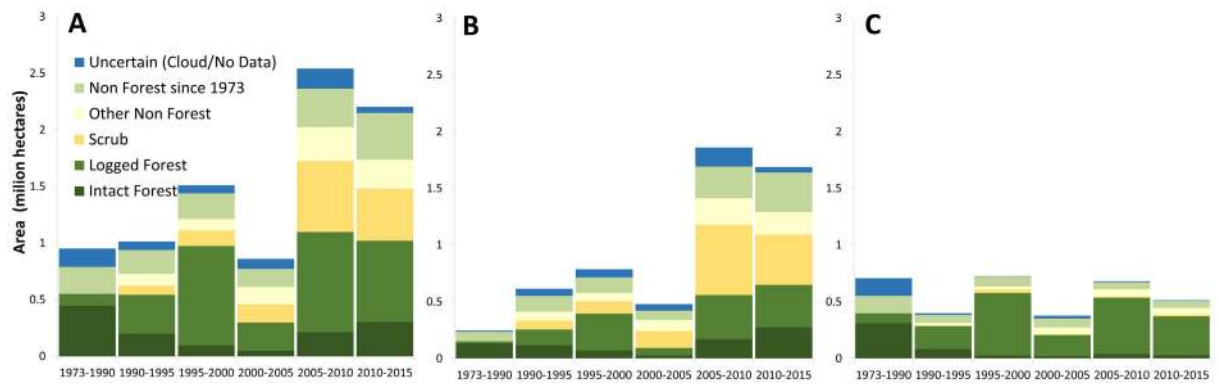 A
B
C
3
2.5
2
1.5
1
0.5
0
Area (million hectares)
Uncertain (Cloud/No Data)
Non Forest since 1973
Other Non Forest
Scrub
Logged Forest
Intact Forest
1973-1990 1990-1995 1995-2000 2000-2005 2005-2010 2010-2015
3
2.5
2
1.5
1
0.5
0
1973-1990 1990-1995 1995-2000 2000-2005 2005-2010 2010-2015
3
2.5
2
1.5
1
0.5
0
1973-1990 1990-1995 1995-2000 2000-2005 2005-2010 2010-2015